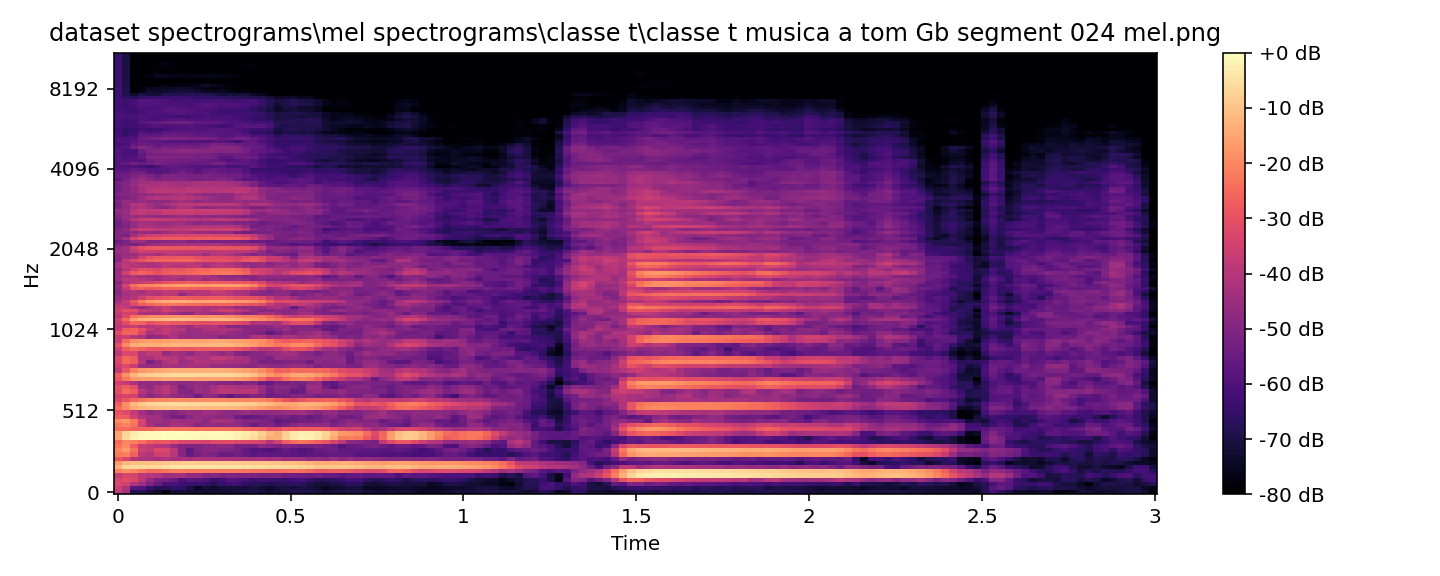 dataset spectrograms\mel spectrograms\classe t\classe t musica a tom Gb segment 024 mel.png
8192
4096
2048
1024
512
0
Hz
0
0.5
1
1.5
2
2.5
3
Time
+0 dB
-10 dB
-20 dB
-30 dB
-40 dB
-50 dB
-60 dB
-70 dB
-80 dB